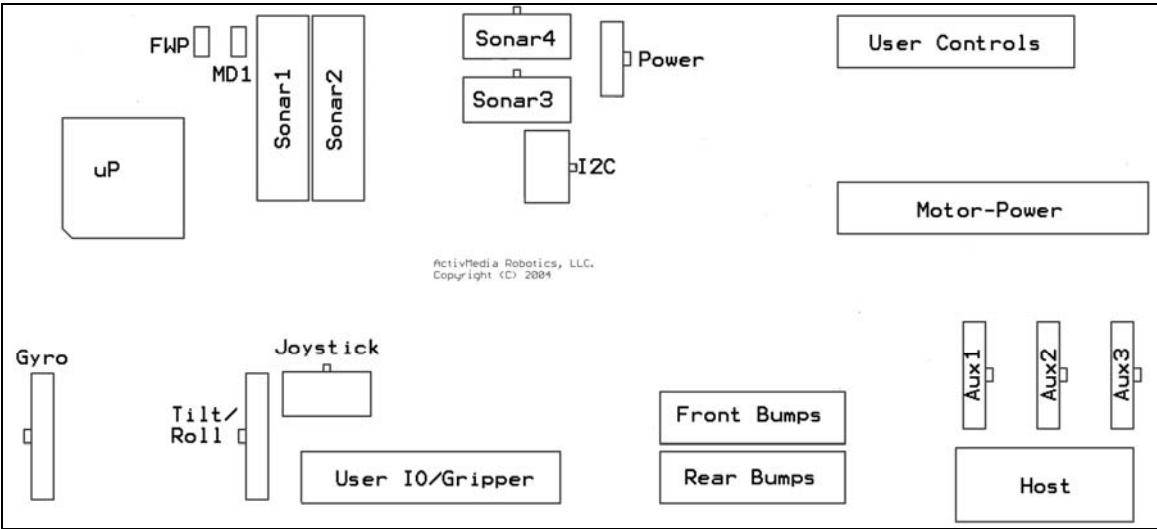 FWP
MD1
Sonar1
Sonar2
Sonar4
Sonar3
Power
I2C
User Controls
uP
Motor-Power
ActivMedia Robotics, LLC.
Copyright (C) 2004
Gyro
Tilt/
Roll
Joystick
User IO/Gripper
Front Bumps
Rear Bumps
Aux1
Aux2
Aux3
Host